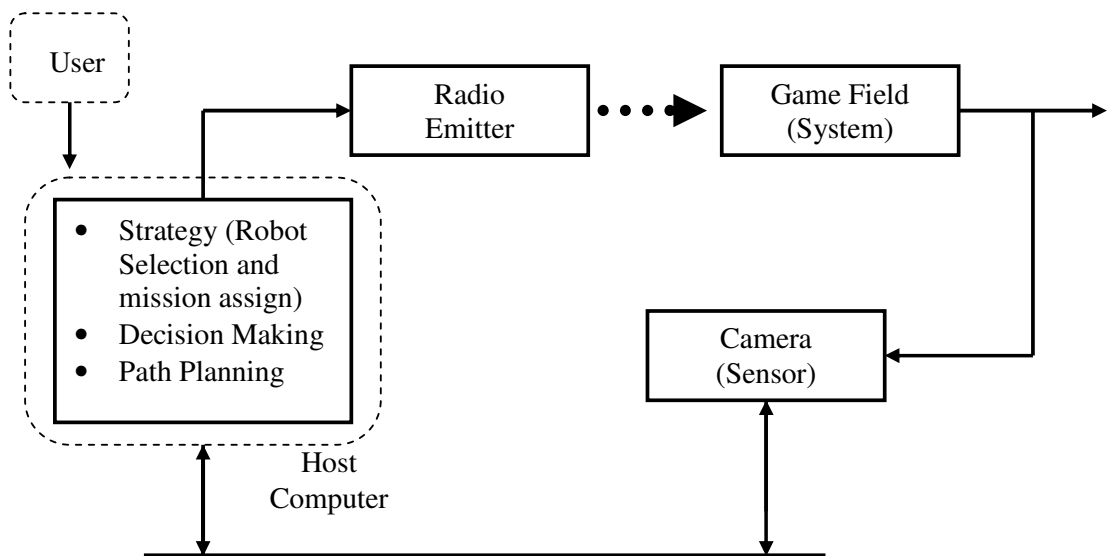 User
Radio
Emitter
Game Field
(System)
• Strategy (Robot
Selection and
mission assign)
• Decision Making
• Path Planning
Camera
(Sensor)
Host
Computer